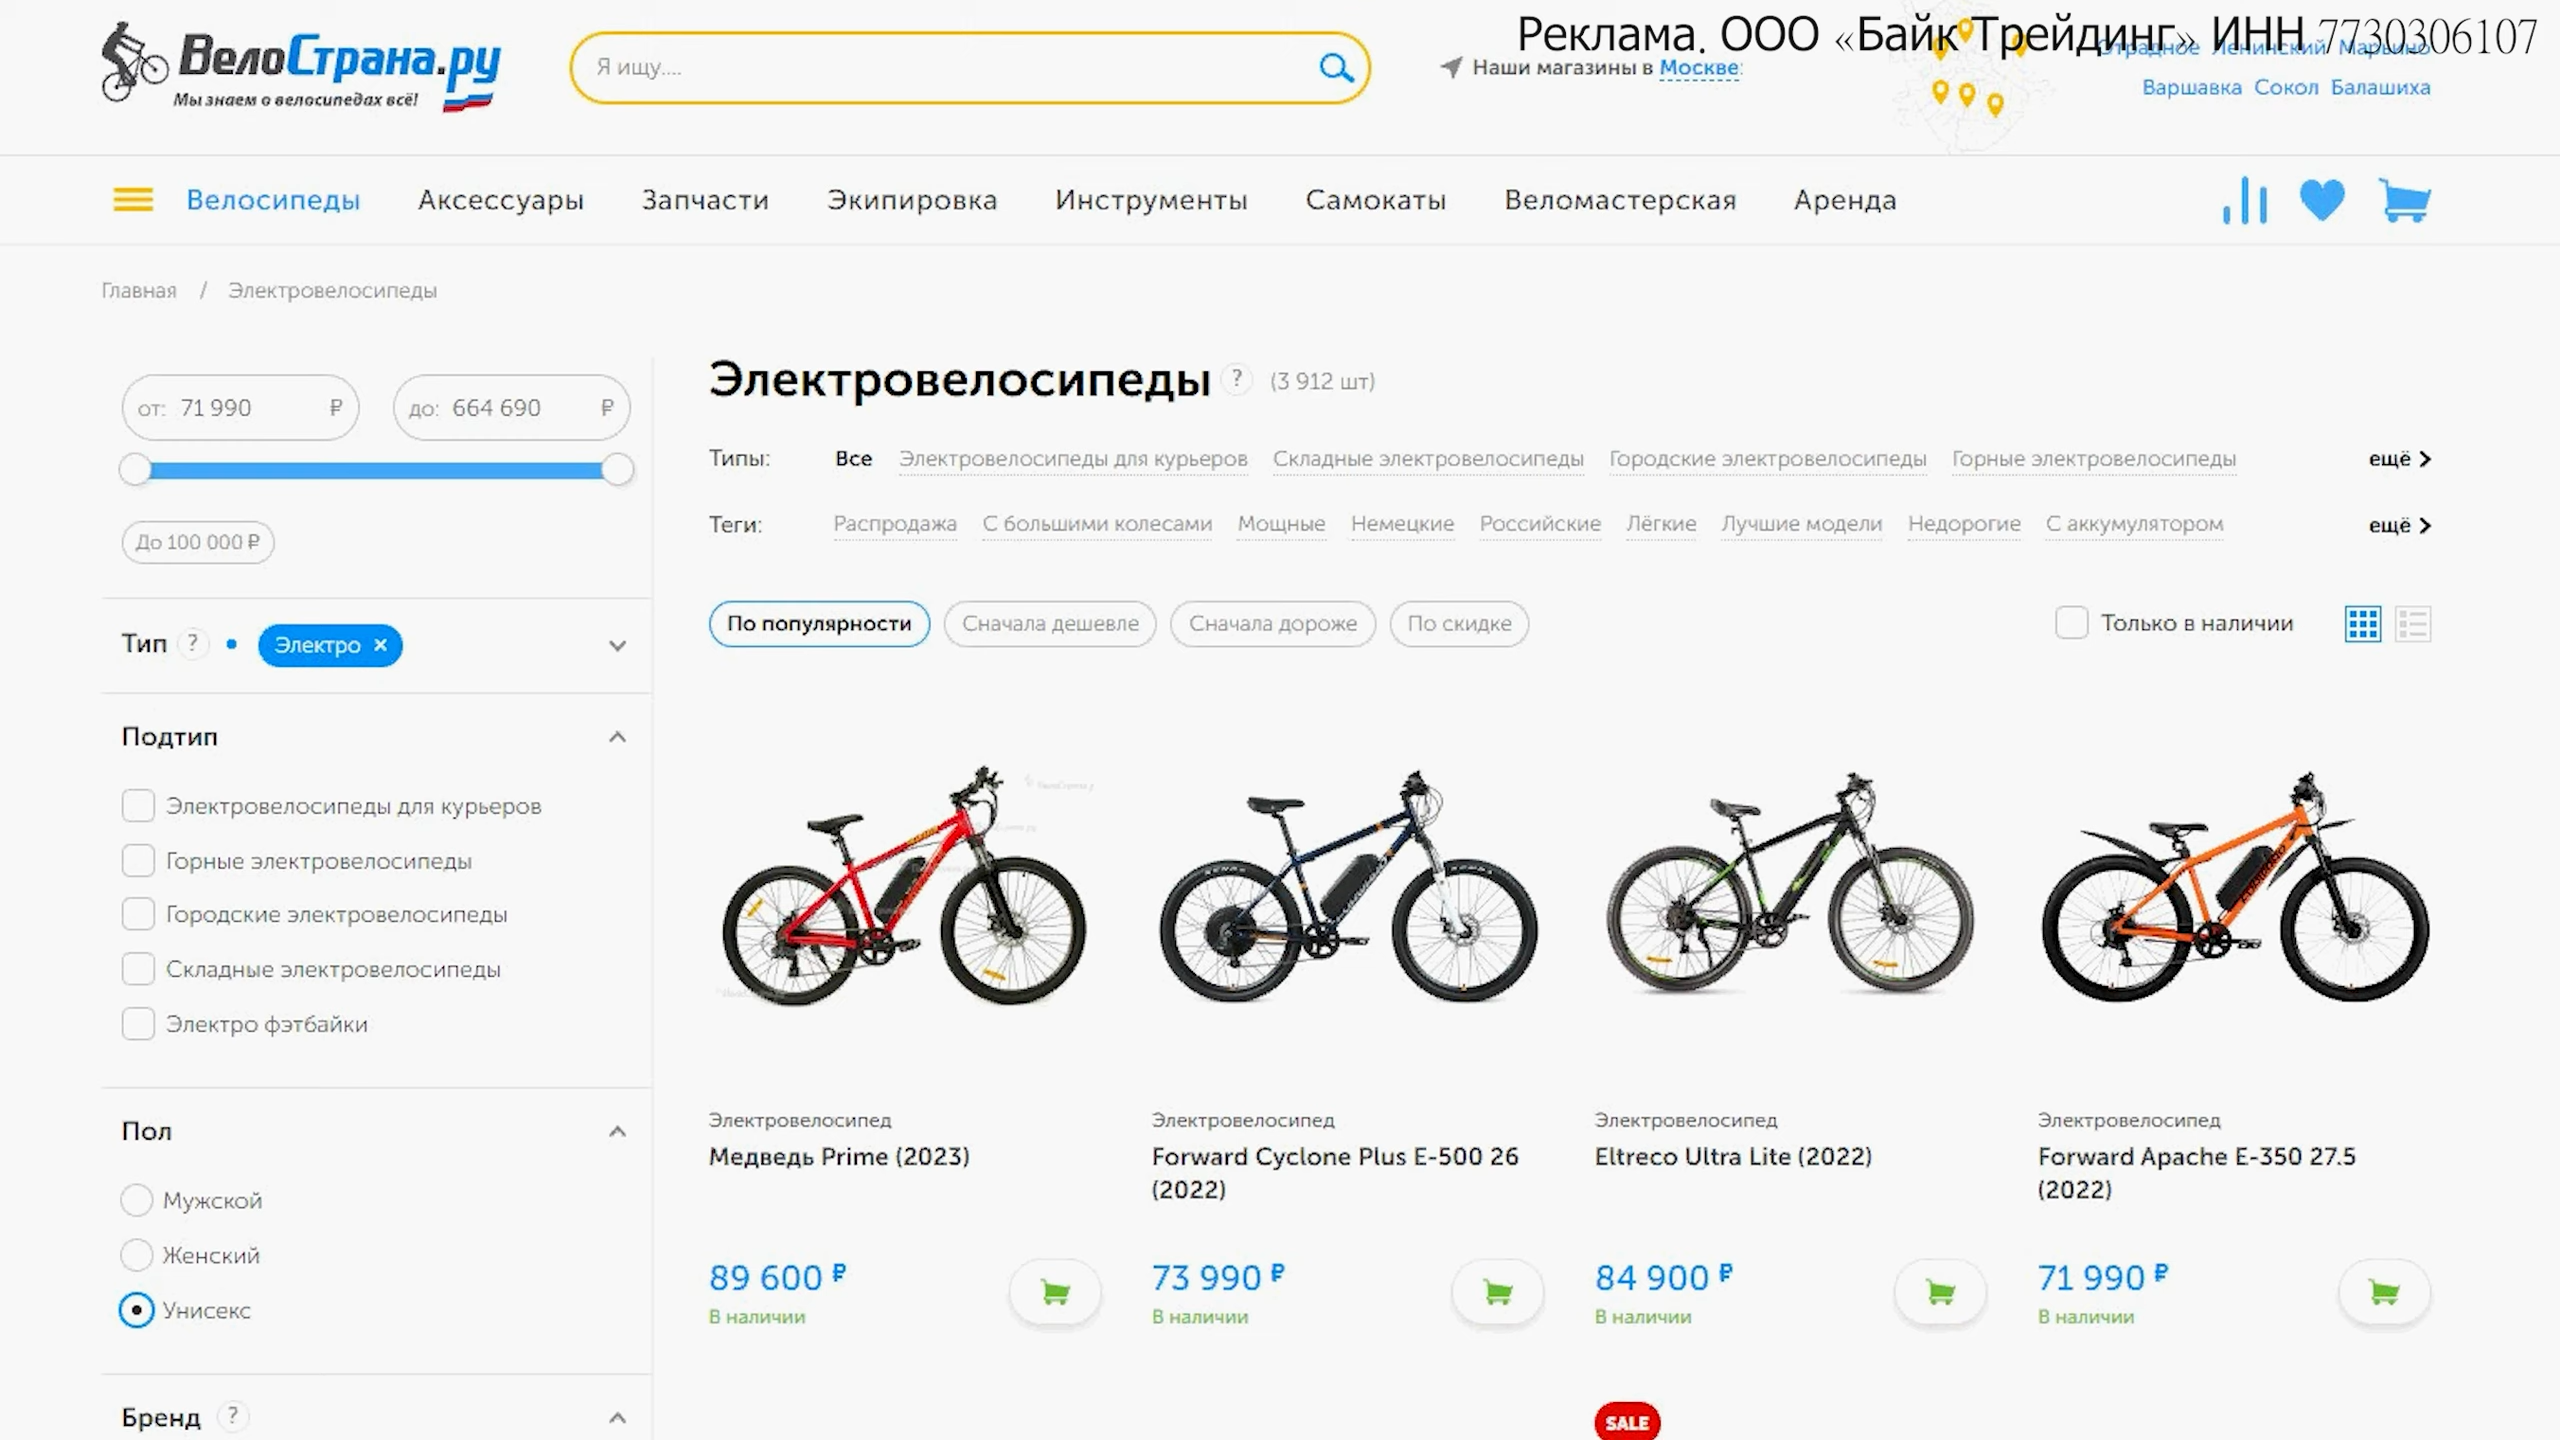 Реклама. ООО «Байк Трейдинг» ИНН 7730306107
ВелоСтрана.ру
Мы знаем о велосипедах всё!
Я ищу....
Наши магазины в Москве:
Отрадное Ленинский Марьино
Варшавка Сокол Балашиха
Велосипеды Аксессуары Запчасти Экипировка Инструменты Самокаты Веломастерская Аренда
Главная / Электровелосипеды
от: 71 990 ₽ до: 664 690 ₽
До 100 000 ₽
Тип ? Электро ×
Подтип
Электровелосипеды для курьеров
Горные электровелосипеды
Городские электровелосипеды
Складные электровелосипеды
Электро фэтбайки
Пол
Мужской
Женский
Унисекс
Бренд ?
Электровелосипеды ? (3 912 шт)
Типы: Все Электровелосипеды для курьеров Складные электровелосипеды Городские электровелосипеды Горные электровелосипеды ещё
Теги: Распродажа С большими колесами Мощные Немецкие Российские Лёгкие Лучшие модели Недорогие С аккумулятором ещё
По популярности Сначала дешевле Сначала дороже По скидке Только в наличии
Электровелосипед
Медведь Prime (2023)
89 600 ₽
В наличии
Электровелосипед
Forward Cyclone Plus E-500 26
(2022)
73 990 ₽
В наличии
Электровелосипед
Eltreco Ultra Lite (2022)
84 900 ₽
В наличии
Электровелосипед
Forward Apache E-350 27.5
(2022)
71 990 ₽
В наличии
SALE